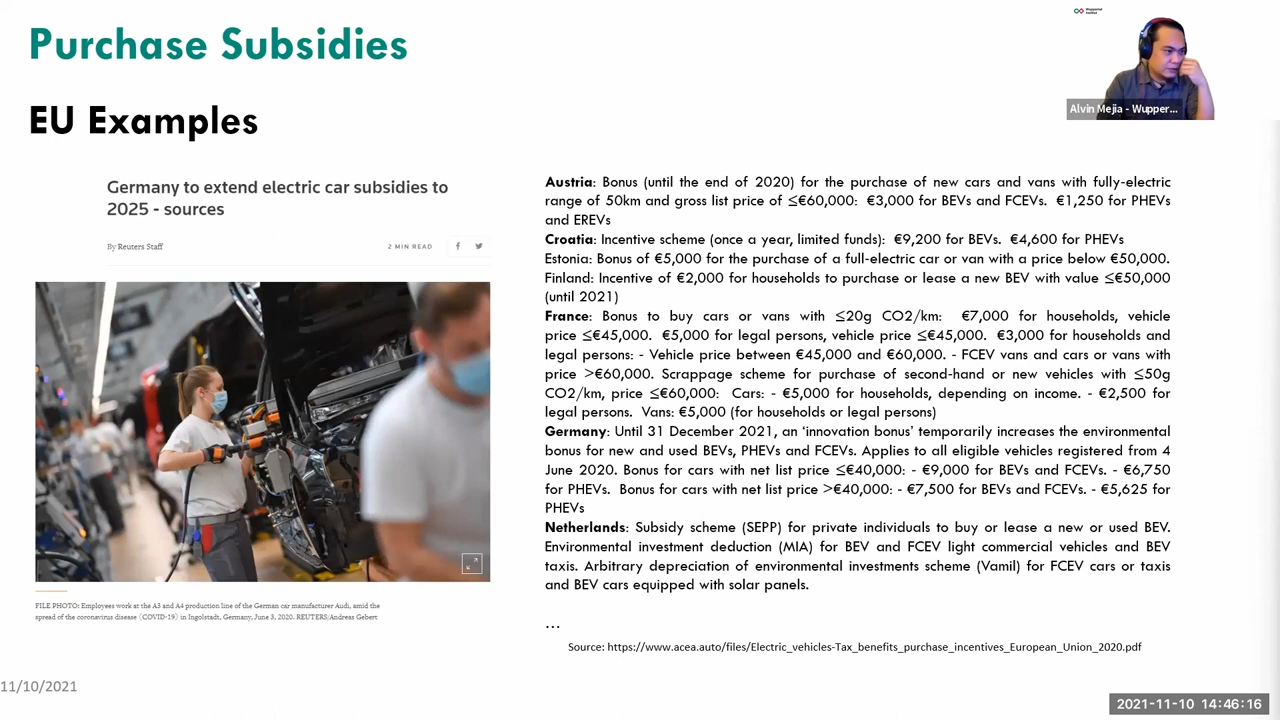 Purchase Subsidies
EU Examples
Wuppertal
Institut
Alvin Mejia - Wupper...
Germany to extend electric car subsidies to
2025 - sources
By Reuters Staff
2 MIN READ
FILE PHOTO: Employees work at the A3 and A4 production line of the German car manufacturer Audi, amid the
spread of the coronavirus disease (COVID-19) in Ingolstadt, Germany, June 3, 2020. REUTERS/Andreas Gebert
Austria: Bonus (until the end of 2020) for the purchase of new cars and vans with fully-electric
range of 50km and gross list price of ≤€60,000: €3,000 for BEVs and FCEVs. €1,250 for PHEVs
and EREVs
Croatia: Incentive scheme (once a year, limited funds): €9,200 for BEVs. €4,600 for PHEVs
Estonia: Bonus of €5,000 for the purchase of a full-electric car or van with a price below €50,000.
Finland: Incentive of €2,000 for households to purchase or lease a new BEV with value ≤€50,000
(until 2021)
France: Bonus to buy cars or vans with ≤20g CO2/km: €7,000 for households, vehicle
price ≤€45,000. €5,000 for legal persons, vehicle price ≤€45,000. €3,000 for households and
legal persons: - Vehicle price between €45,000 and €60,000. - FCEV vans and cars or vans with
price >€60,000. Scrappage scheme for purchase of second-hand or new vehicles with ≤50g
CO2/km, price ≤€60,000: Cars: - €5,000 for households, depending on income. - €2,500 for
legal persons. Vans: €5,000 (for households or legal persons)
Germany: Until 31 December 2021, an 'innovation bonus' temporarily increases the environmental
bonus for new and used BEVs, PHEVs and FCEVs. Applies to all eligible vehicles registered from 4
June 2020. Bonus for cars with net list price ≤€40,000: - €9,000 for BEVs and FCEVs. - €6,750
for PHEVs. Bonus for cars with net list price >€40,000: - €7,500 for BEVs and FCEVs. - €5,625 for
PHEVs
Netherlands: Subsidy scheme (SEPP) for private individuals to buy or lease a new or used BEV.
Environmental investment deduction (MIA) for BEV and FCEV light commercial vehicles and BEV
taxis. Arbitrary depreciation of environmental investments scheme (Vamil) for FCEV cars or taxis
and BEV cars equipped with solar panels.
...
Source: https://www.acea.auto/files/Electric_vehicles-Tax_benefits_purchase_incentives_European_Union_2020.pdf
11/10/2021
2021-11-10 14:46:16